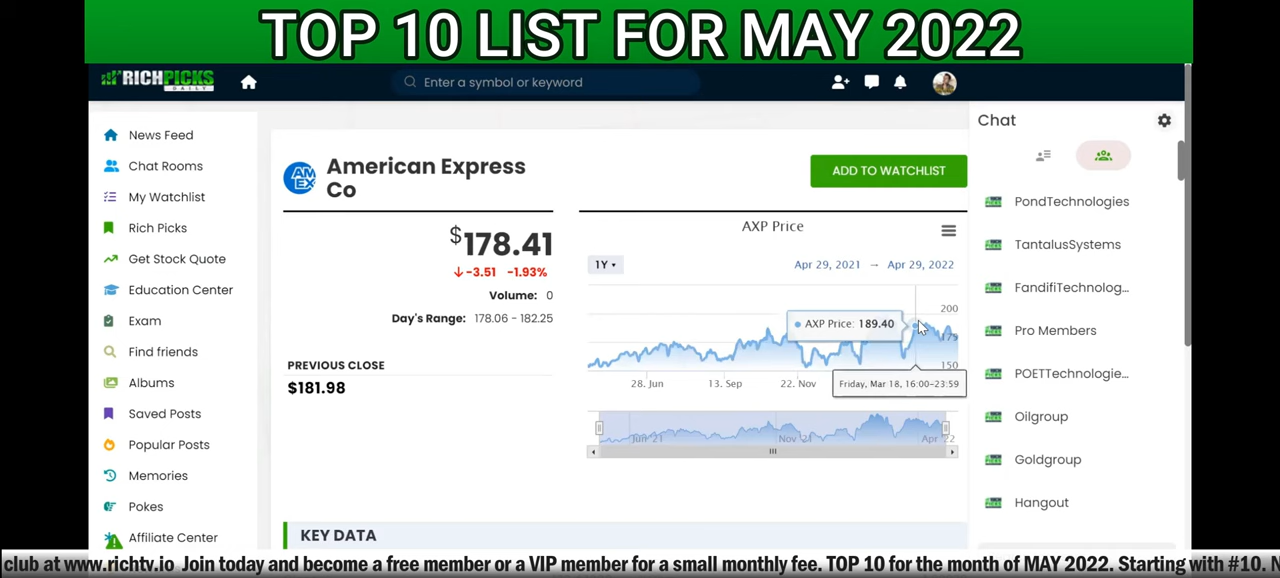 TOP 10 LIST FOR MAY 2022
RICHPICKS
DAILY
Enter a symbol or keyword
News Feed
Chat Rooms
My Watchlist
Rich Picks
Get Stock Quote
Education Center
Exam
Find friends
Albums
Saved Posts
Popular Posts
Memories
Pokes
Affiliate Center
AM
EX
American Express
Co
ADD TO WATCHLIST
$178.41
-3.51 -1.93%
Volume: 0
Day's Range: 178.06 - 182.25
PREVIOUS CLOSE
$181.98
AXP Price
1Y
Apr 29, 2021 → Apr 29, 2022
200
AXP Price: 189.40
175
150
28. Jun 13. Sep 22. Nov
Friday, Mar 18, 16:00-23:59
Jun '21 Nov '21 Apr '22
KEY DATA
Chat
PondTechnologies
TantalusSystems
FandifiTechnolog...
Pro Members
POETTechnologie...
Oilgroup
Goldgroup
Hangout
club at www.richtv.io Join today and become a free member or a VIP member for a small monthly fee. TOP 10 for the month of MAY 2022. Starting with #10.